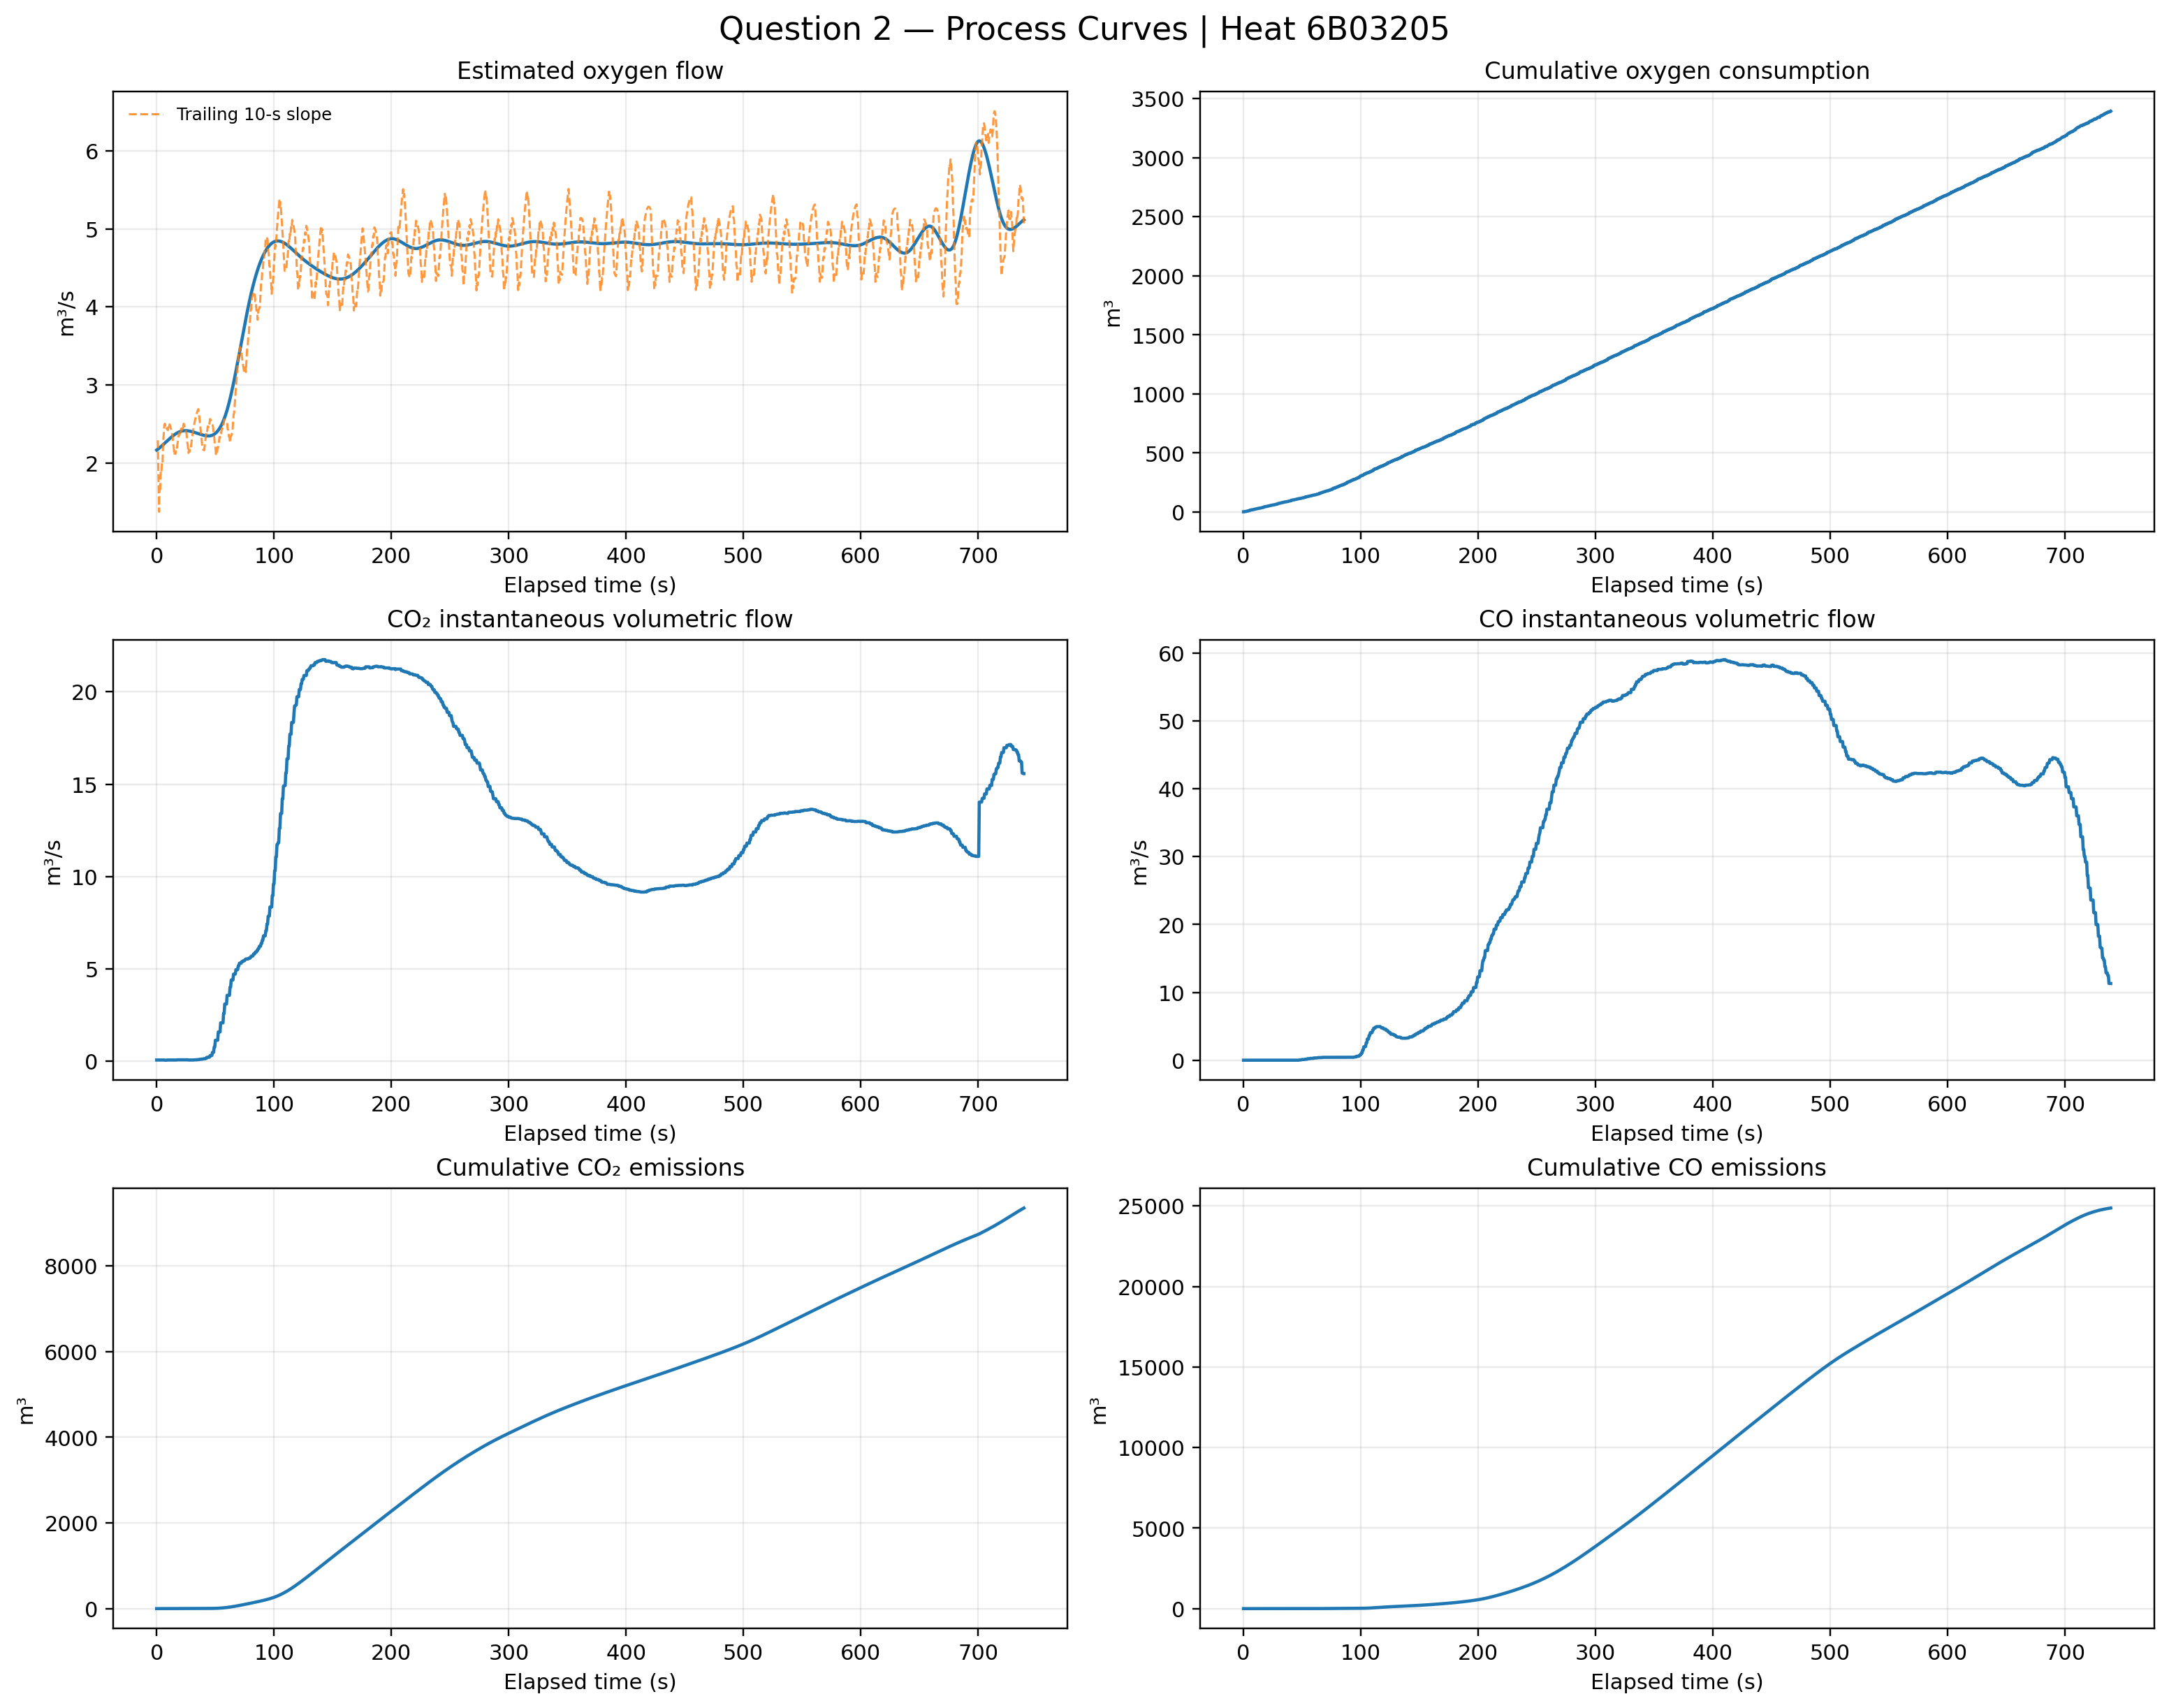 Question 2 — Process Curves | Heat 6B03205
Estimated oxygen flow
Trailing 10-s slope
m³/s
6
5
4
3
2
0 100 200 300 400 500 600 700
Elapsed time (s)
Cumulative oxygen consumption
m³
3500
3000
2500
2000
1500
1000
500
0
0 100 200 300 400 500 600 700
Elapsed time (s)
CO₂ instantaneous volumetric flow
m³/s
20
15
10
5
0
0 100 200 300 400 500 600 700
Elapsed time (s)
CO instantaneous volumetric flow
m³/s
60
50
40
30
20
10
0
0 100 200 300 400 500 600 700
Elapsed time (s)
Cumulative CO₂ emissions
m³
8000
6000
4000
2000
0
0 100 200 300 400 500 600 700
Elapsed time (s)
Cumulative CO emissions
m³
25000
20000
15000
10000
5000
0
0 100 200 300 400 500 600 700
Elapsed time (s)